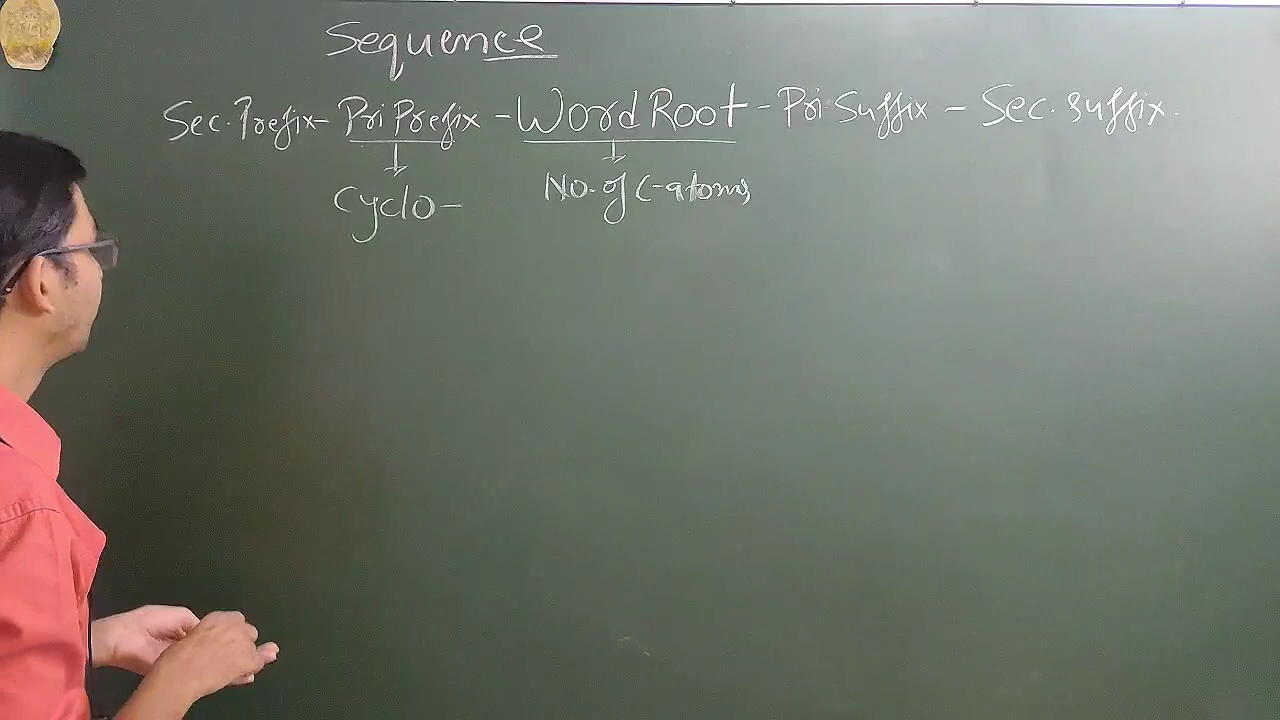 Sequence
Sec. Prefix - Pri Prefix - Word Root - Pri. Suffix - Sec. suffix.
Cyclo - No. of C-atoms